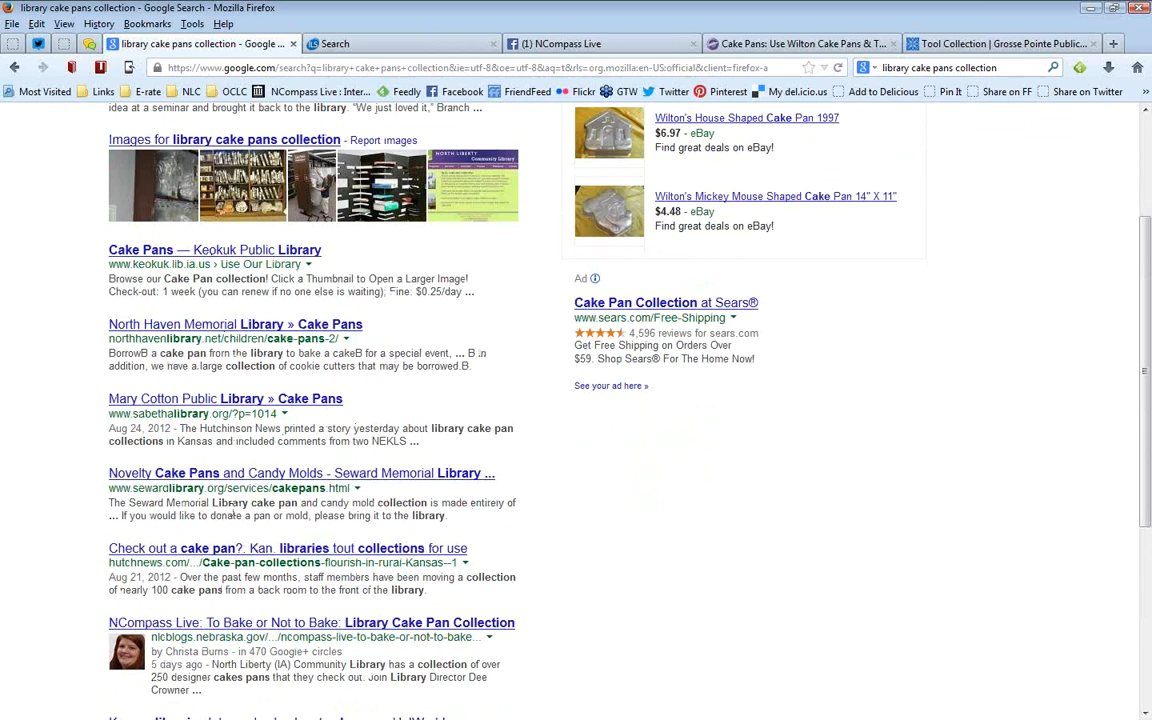 library cake pans collection - Google Search - Mozilla Firefox
File Edit View History Bookmarks Tools Help
library cake pans collection - Google ... × Search × (1) NCompass Live × Cake Pans: Use Wilton Cake Pans & T... × Tool Collection | Grosse Pointe Public... × +
https://www.google.com/search?q=library+cake+pans+collection&ie=utf-8&oe=utf-8&aq=t&rls=org.mozilla:en-US:official&client=firefox-a library cake pans collection
Most Visited Links E-rate NLC OCLC NCompass Live : Inter... Feedly Facebook FriendFeed Flickr GTW Twitter Pinterest My del.icio.us Add to Delicious Pin It Share on FF Share on Twitter »
idea at a seminar and brought it back to the library. "We just loved it," Branch ...
Images for library cake pans collection - Report images
NORTH LIBERTY
Community Library
Cake Pans — Keokuk Public Library
www.keokuk.lib.ia.us › Use Our Library
Browse our Cake Pan collection! Click a Thumbnail to Open a Larger Image!
Check-out: 1 week (you can renew if no one else is waiting); Fine: $0.25/day ...
North Haven Memorial Library » Cake Pans
northhavenlibrary.net/children/cake-pans-2/
BorrowB a cake pan from the library to bake a cakeB for a special event, ... B in
addition, we have a large collection of cookie cutters that may be borrowed.B.
Mary Cotton Public Library » Cake Pans
www.sabethalibrary.org/?p=1014
Aug 24, 2012 - The Hutchinson News printed a story yesterday about library cake pan
collections in Kansas and included comments from two NEKLS ...
Novelty Cake Pans and Candy Molds - Seward Memorial Library ...
www.sewardlibrary.org/services/cakepans.html
The Seward Memorial Library cake pan and candy mold collection is made entirely of
... If you would like to donate a pan or mold, please bring it to the library.
Check out a cake pan?. Kan. libraries tout collections for use
hutchnews.com/.../Cake-pan-collections-flourish-in-rural-Kansas--1
Aug 21, 2012 - Over the past few months, staff members have been moving a collection
of nearly 100 cake pans from a back room to the front of the library.
NCompass Live: To Bake or Not to Bake: Library Cake Pan Collection
nlcblogs.nebraska.gov/.../ncompass-live-to-bake-or-not-to-bake...
by Christa Burns - in 470 Google+ circles
5 days ago - North Liberty (IA) Community Library has a collection of over
250 designer cakes pans that they check out. Join Library Director Dee
Crowner ...
Wilton's House Shaped Cake Pan 1997
$6.97 - eBay
Find great deals on eBay!
Wilton's Mickey Mouse Shaped Cake Pan 14" X 11"
$4.48 - eBay
Find great deals on eBay!
Ad
Cake Pan Collection at Sears®
www.sears.com/Free-Shipping
4,596 reviews for sears.com
Get Free Shipping on Orders Over
$59. Shop Sears® For The Home Now!
See your ad here »